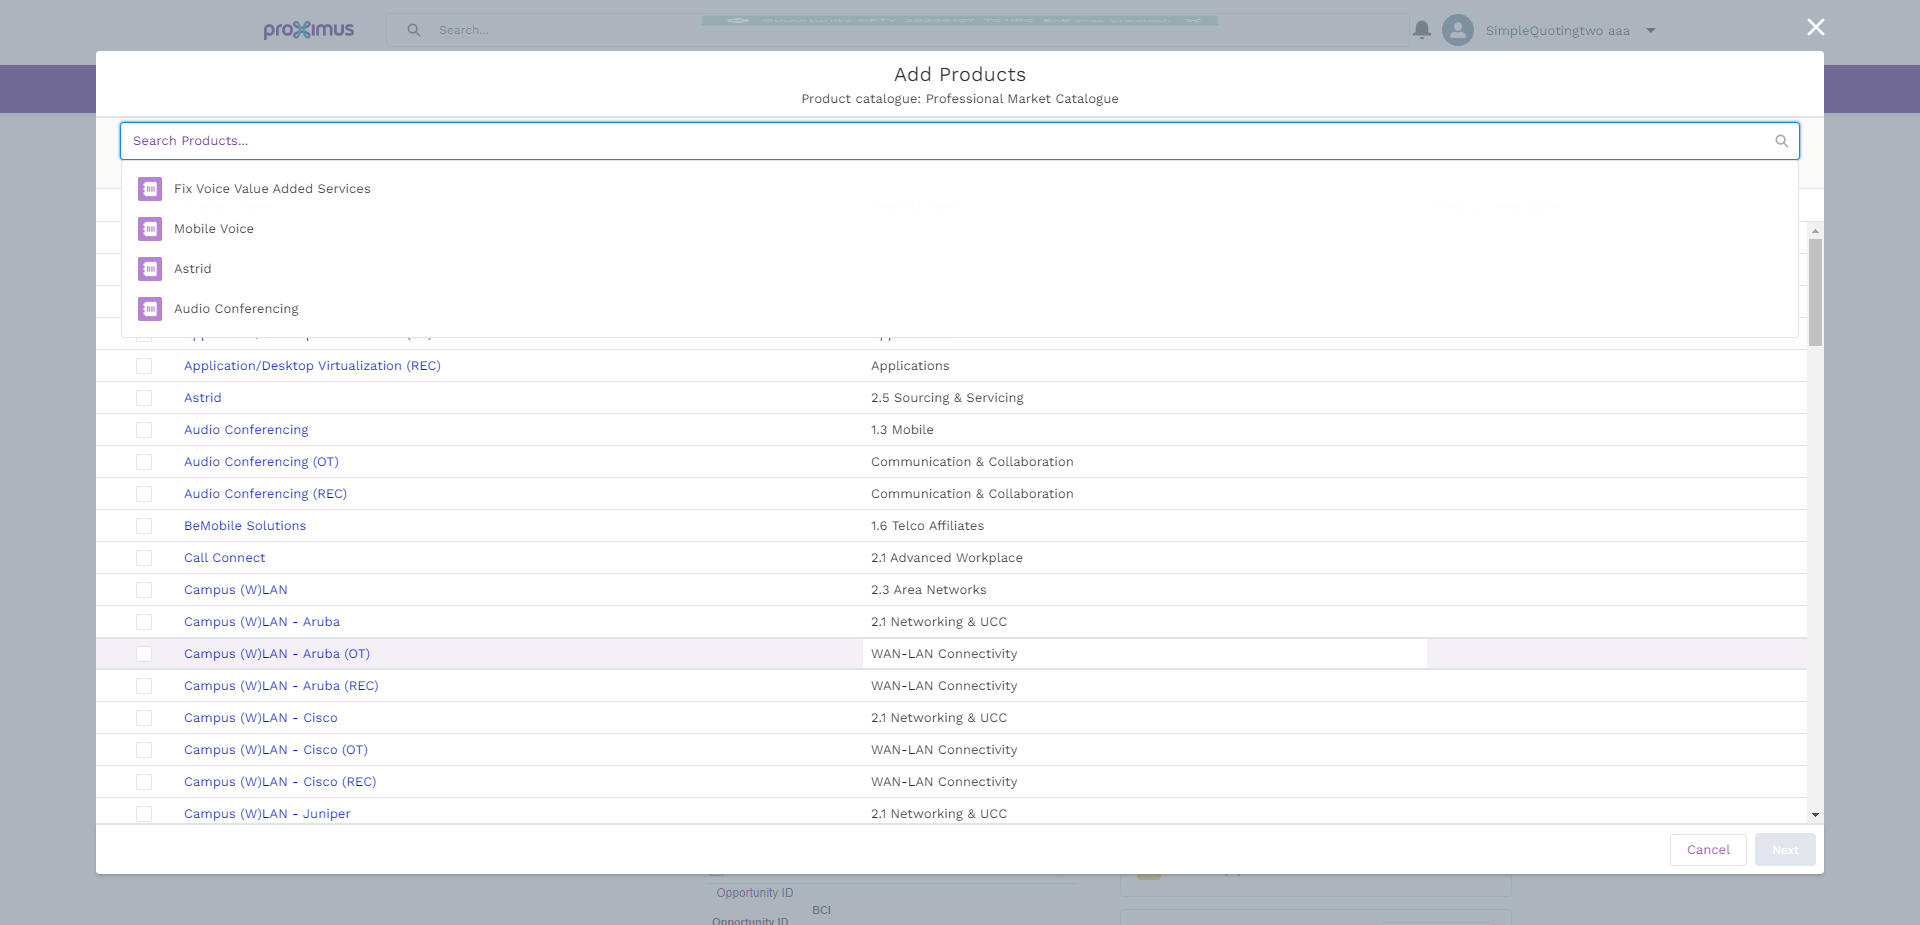 proximus
Search...
SimpleQuotingtwo aaa
Add Products
Product catalogue: Professional Market Catalogue
Search Products...
Fix Voice Value Added Services
Mobile Voice
Astrid
Audio Conferencing
Application/Desktop Virtualization (REC) Applications
Astrid 2.5 Sourcing & Servicing
Audio Conferencing 1.3 Mobile
Audio Conferencing (OT) Communication & Collaboration
Audio Conferencing (REC) Communication & Collaboration
BeMobile Solutions 1.6 Telco Affiliates
Call Connect 2.1 Advanced Workplace
Campus (W)LAN 2.3 Area Networks
Campus (W)LAN - Aruba 2.1 Networking & UCC
Campus (W)LAN - Aruba (OT) WAN-LAN Connectivity
Campus (W)LAN - Aruba (REC) WAN-LAN Connectivity
Campus (W)LAN - Cisco 2.1 Networking & UCC
Campus (W)LAN - Cisco (OT) WAN-LAN Connectivity
Campus (W)LAN - Cisco (REC) WAN-LAN Connectivity
Campus (W)LAN - Juniper 2.1 Networking & UCC
Cancel Next
Opportunity ID
BCI
Opportunity ID